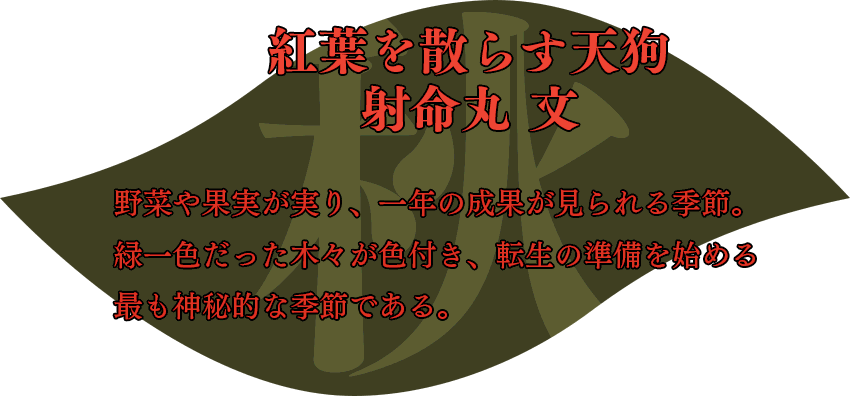 秋
紅葉を散らす天狗
射命丸 文
野菜や果実が実り、一年の成果が見られる季節。
緑一色だった木々が色付き、転生の準備を始める
最も神秘的な季節である。